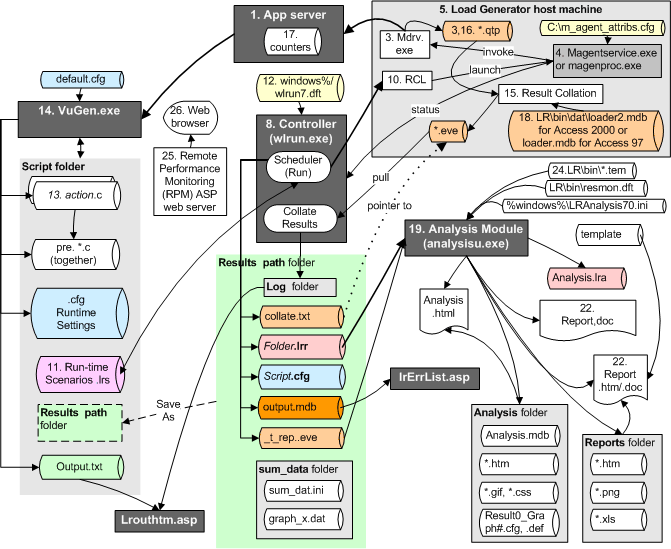 5. Load Generator host machine
1. App server
17.
counters
3. Mdrv.
exe
3,16. *.qtp
C:\m_agent_attribs.cfg
invoke
4. Magentservice.exe
or magenproc.exe
launch
10. RCL
15. Result Collation
status
18. LR\bin\dat\loader2.mdb
for Access 2000 or
loader.mdb for Access 97
*.eve
default.cfg
14. VuGen.exe
26. Web
browser
12. windows%/
wlrun7.dft
8. Controller
(wlrun.exe)
Scheduler
(Run)
Collate
Results
25. Remote
Performance
Monitoring
(RPM) ASP
web server
pull
pointer to
Script folder
13. action.c
pre. *.c
(together)
.cfg
Runtime
Settings
11. Run-time
Scenarios .lrs
Results path
folder
Output.txt
Save
As
Lrouthtm.asp
Results path folder
Log folder
collate.txt
Folder.lrr
Script.cfg
output.mdb
_t_rep..eve
sum_data folder
sum_dat.ini
graph_x.dat
lrErrList.asp
24.LR\bin\*.tem
LR\bin\resmon.dft
%windows%\LRAnalysis70.ini
19. Analysis Module
(analysisu.exe)
template
Analysis.lra
Analysis
.html
22.
Report,doc
22.
Report
.htm/.doc
Analysis folder
Analysis.mdb
*.htm
*.gif, *.css
Result0_Gra
ph#.cfg, .def
Reports folder
*.htm
*.png
*.xls